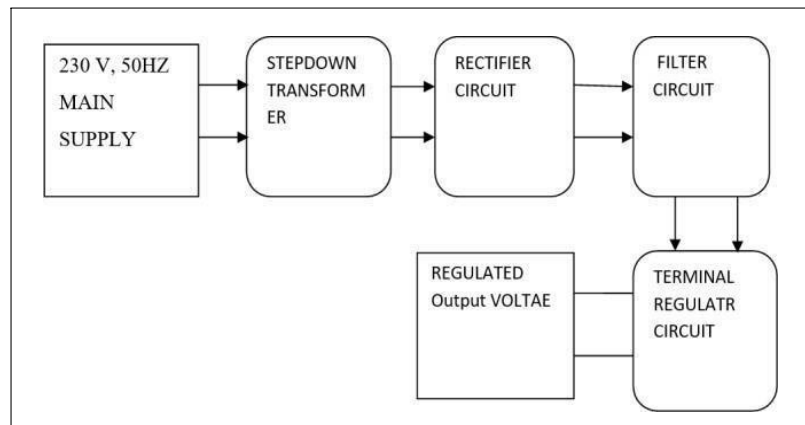 230 V, 50HZ
MAIN
SUPPLY
STEPDOWN
TRANSFORM
ER
RECTIFIER
CIRCUIT
FILTER
CIRCUIT
REGULATED
Output VOLTAE
TERMINAL
REGULATR
CIRCUIT